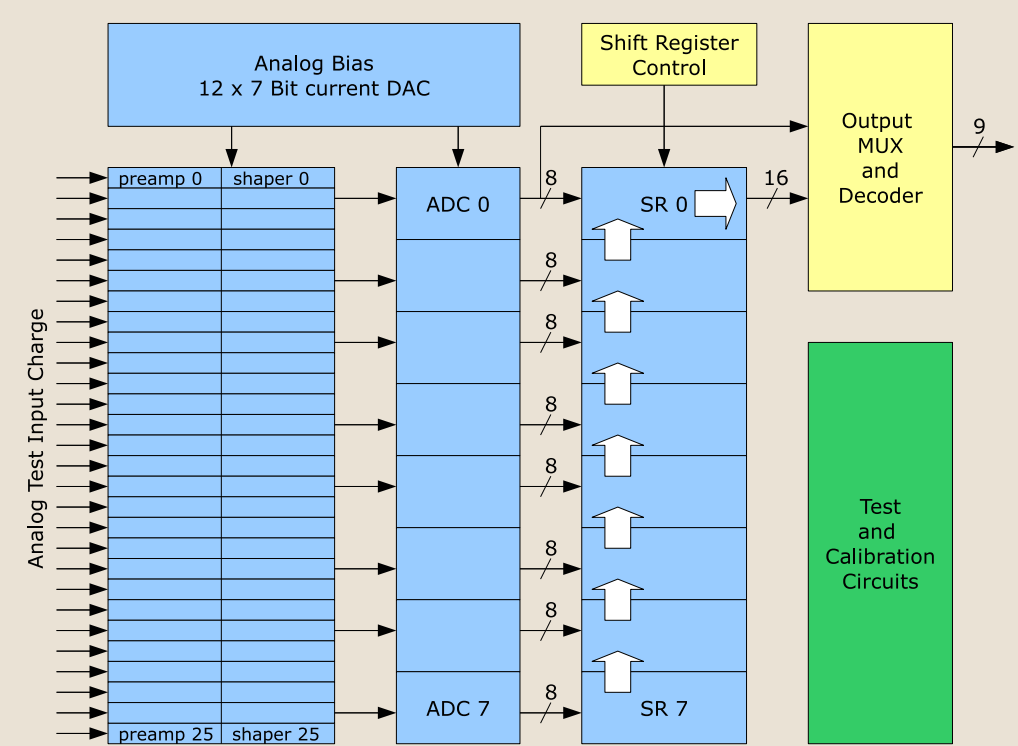 Analog Bias
12 x 7 Bit current DAC
Shift Register
Control
Output
MUX
and
Decoder
9
preamp 0 shaper 0
ADC 0
8
SR 0
16
8
8
8
8
8
8
8
Analog Test Input Charge
Test
and
Calibration
Circuits
ADC 7
SR 7
preamp 25 shaper 25